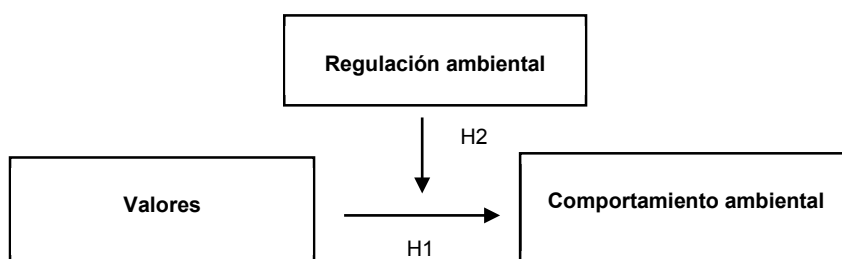 Regulación ambiental
H2
Valores
Comportamiento ambiental
H1